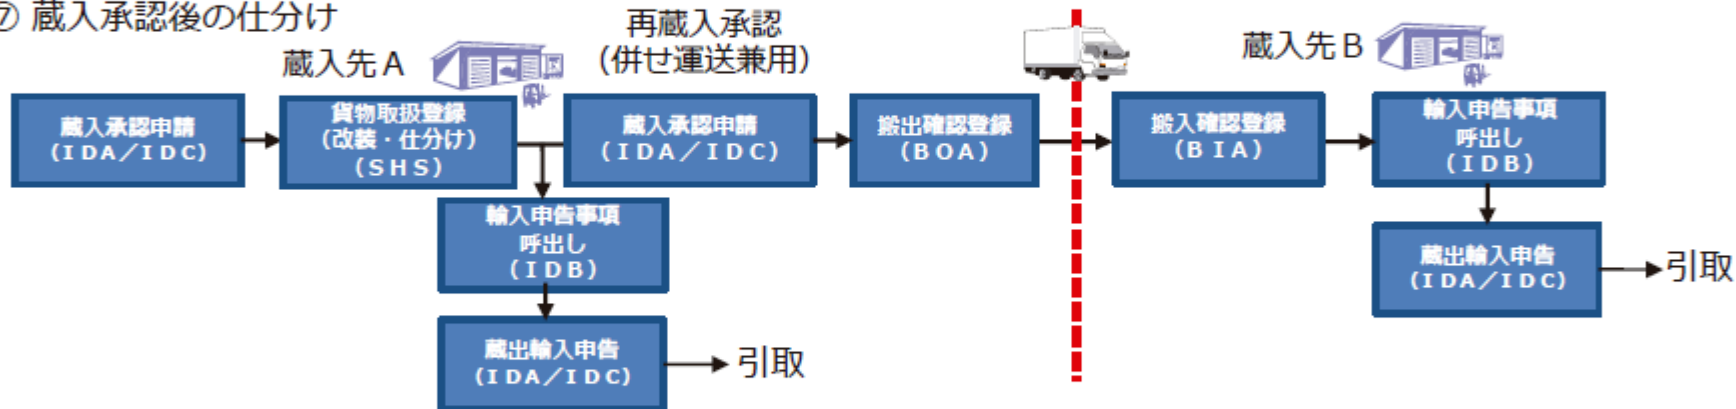 ⑦ 蔵入承認後の仕分け
蔵入先A
再蔵入承認
（併せ運送兼用）
蔵入先B
蔵入承認申請
（ＩＤＡ／ＩＤＣ）
貨物取扱登録
（改装・仕分け）
（ＳＨＳ）
蔵入承認申請
（ＩＤＡ／ＩＤＣ）
搬出確認登録
（ＢＯＡ）
搬入確認登録
（ＢＩＡ）
輸入申告事項
呼出し
（ＩＤＢ）
輸入申告事項
呼出し
（ＩＤＢ）
蔵出輸入申告
（ＩＤＡ／ＩＤＣ）
引取
蔵出輸入申告
（ＩＤＡ／ＩＤＣ）
引取